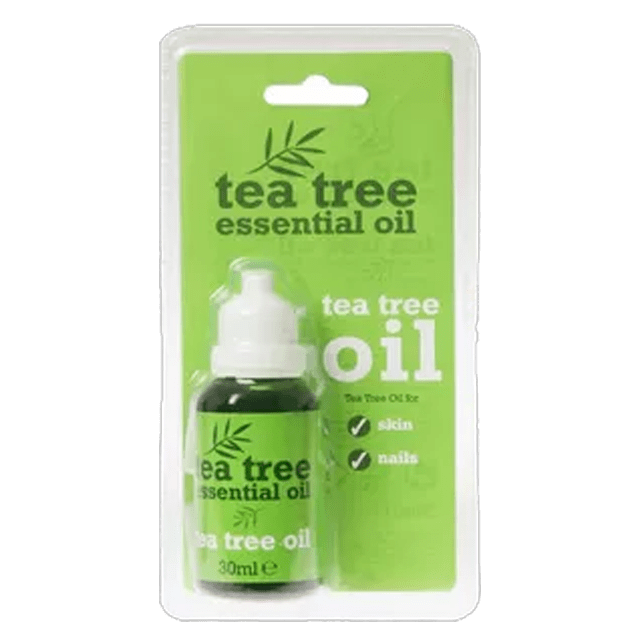 tea tree
essential oil
tea tree
oil
Tea Tree Oil for
skin
nails
tea tree
essential oil
tea tree oil
30ml e